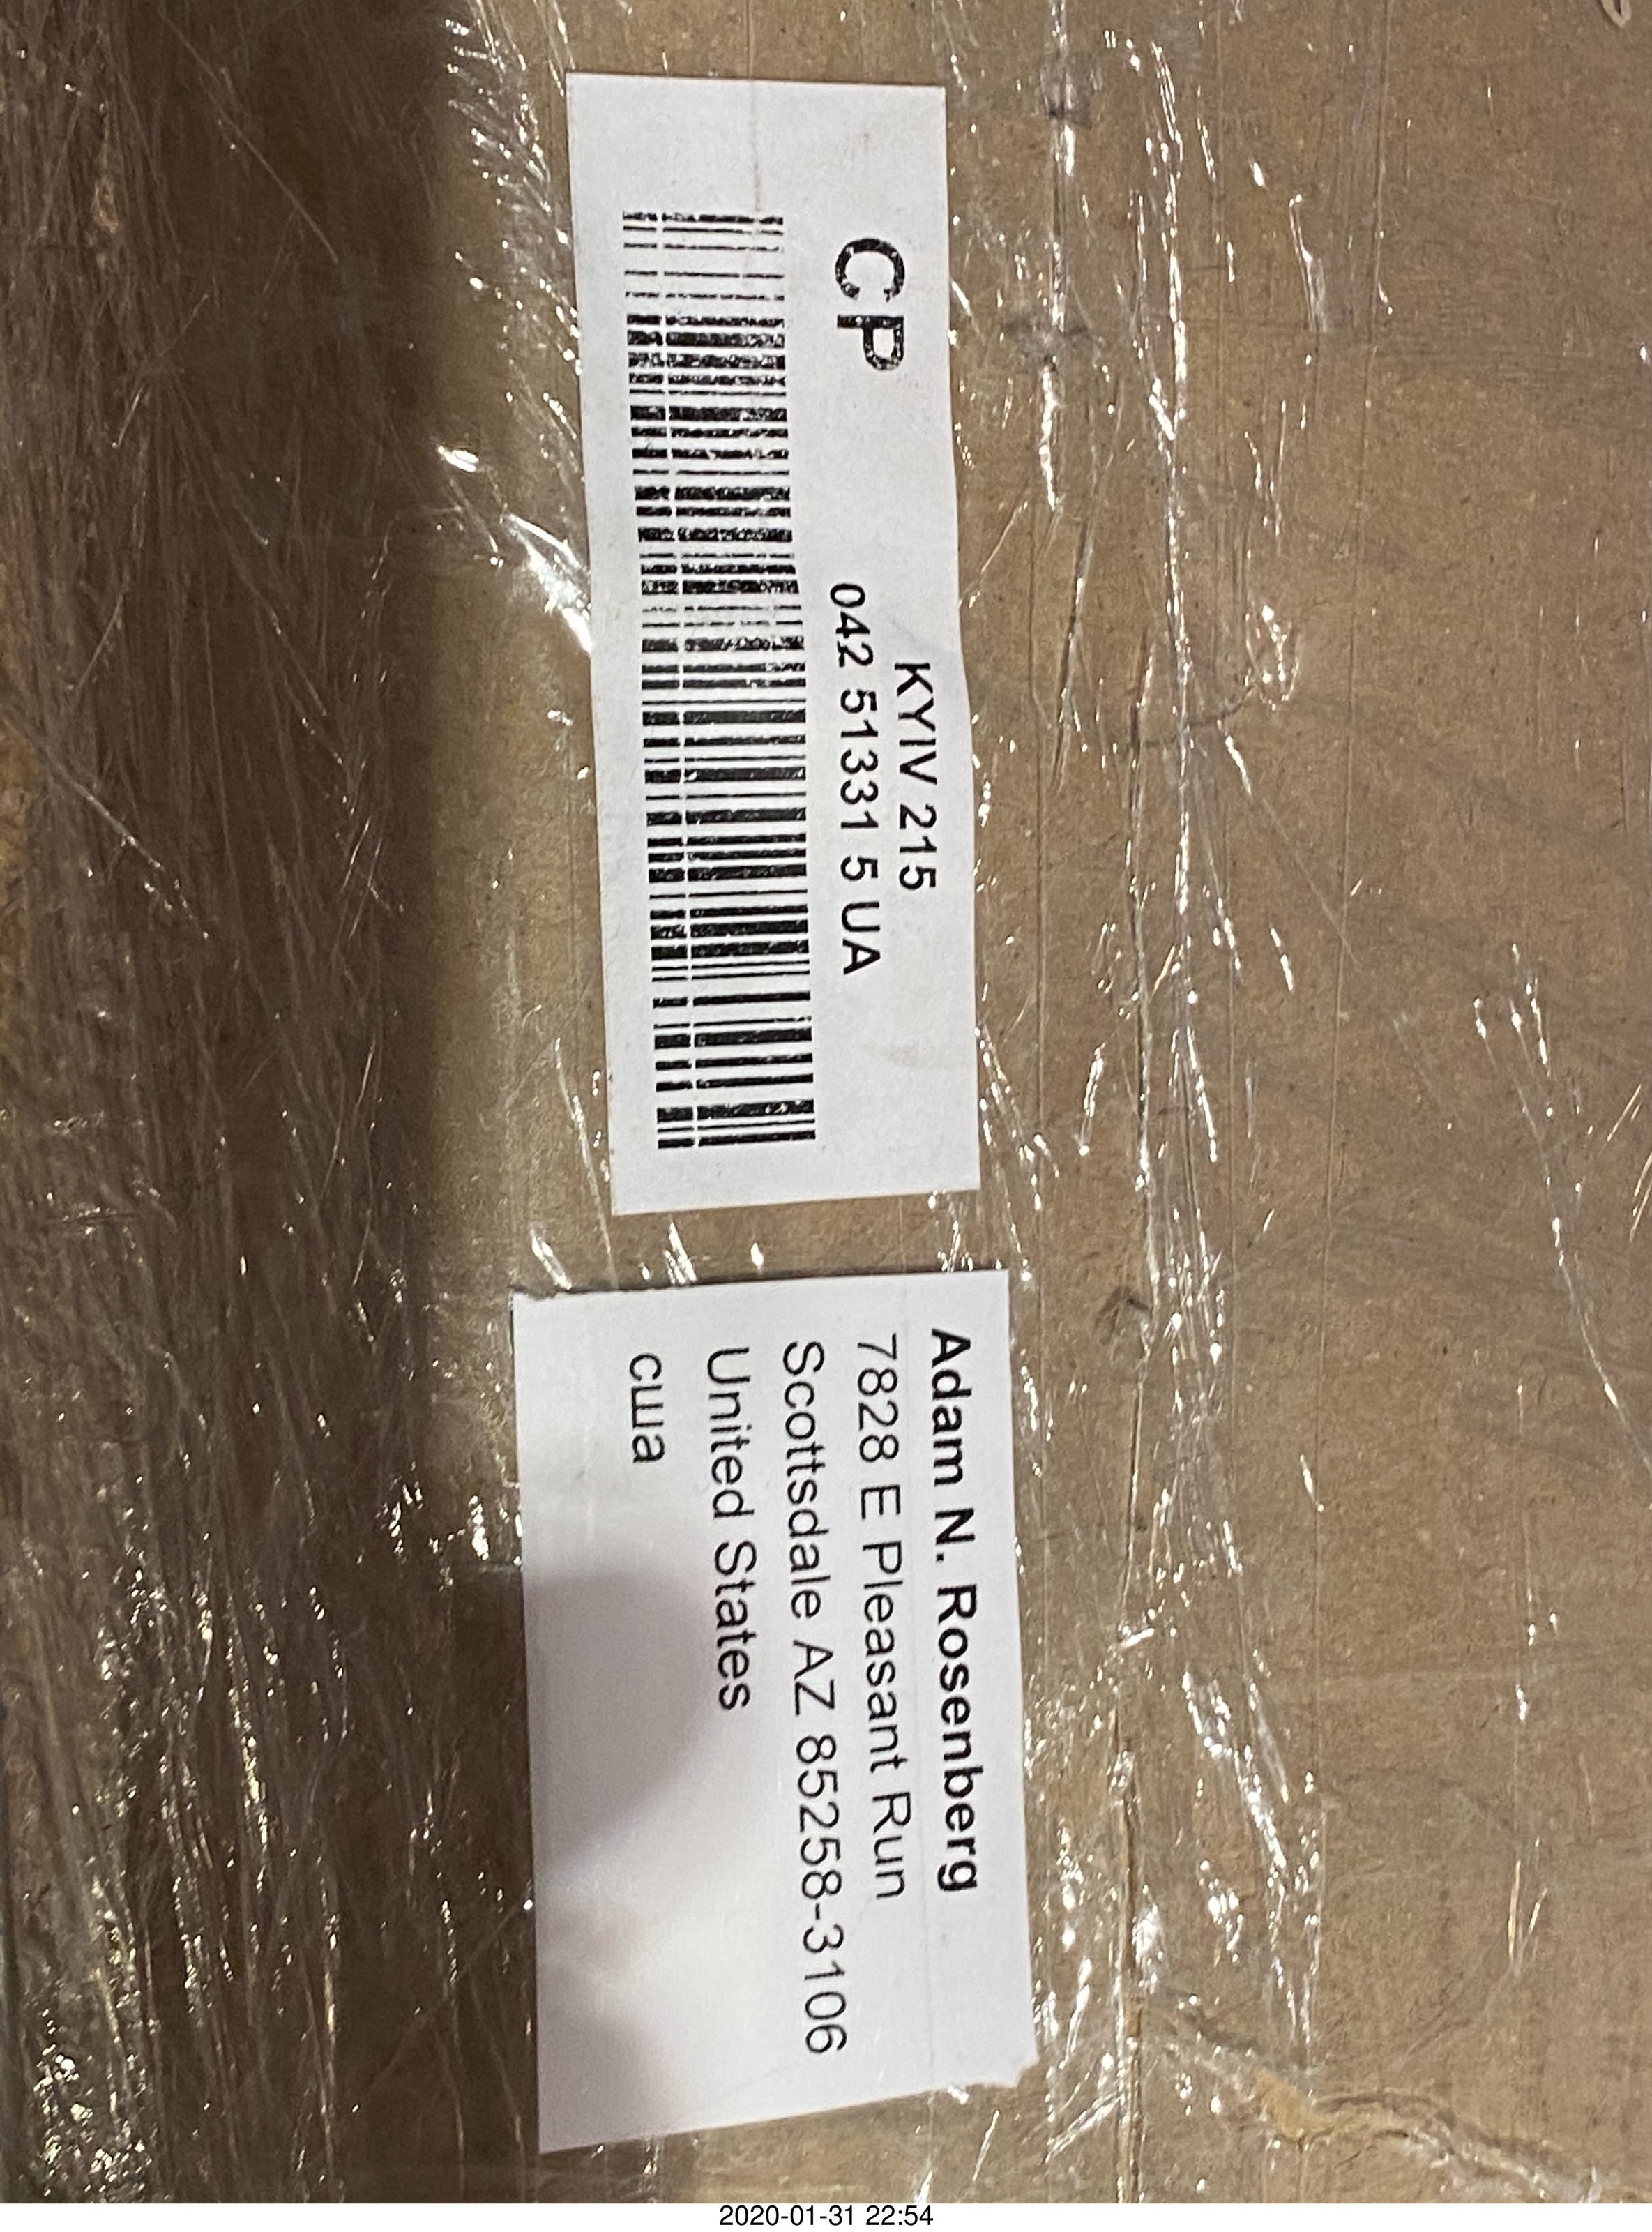 CP
KYIV 215
042 51331 5 UA
Adam N. Rosenberg
7828 E Pleasant Run
Scottsdale AZ 85258-3106
United States
сша
2020-01-31 22:54